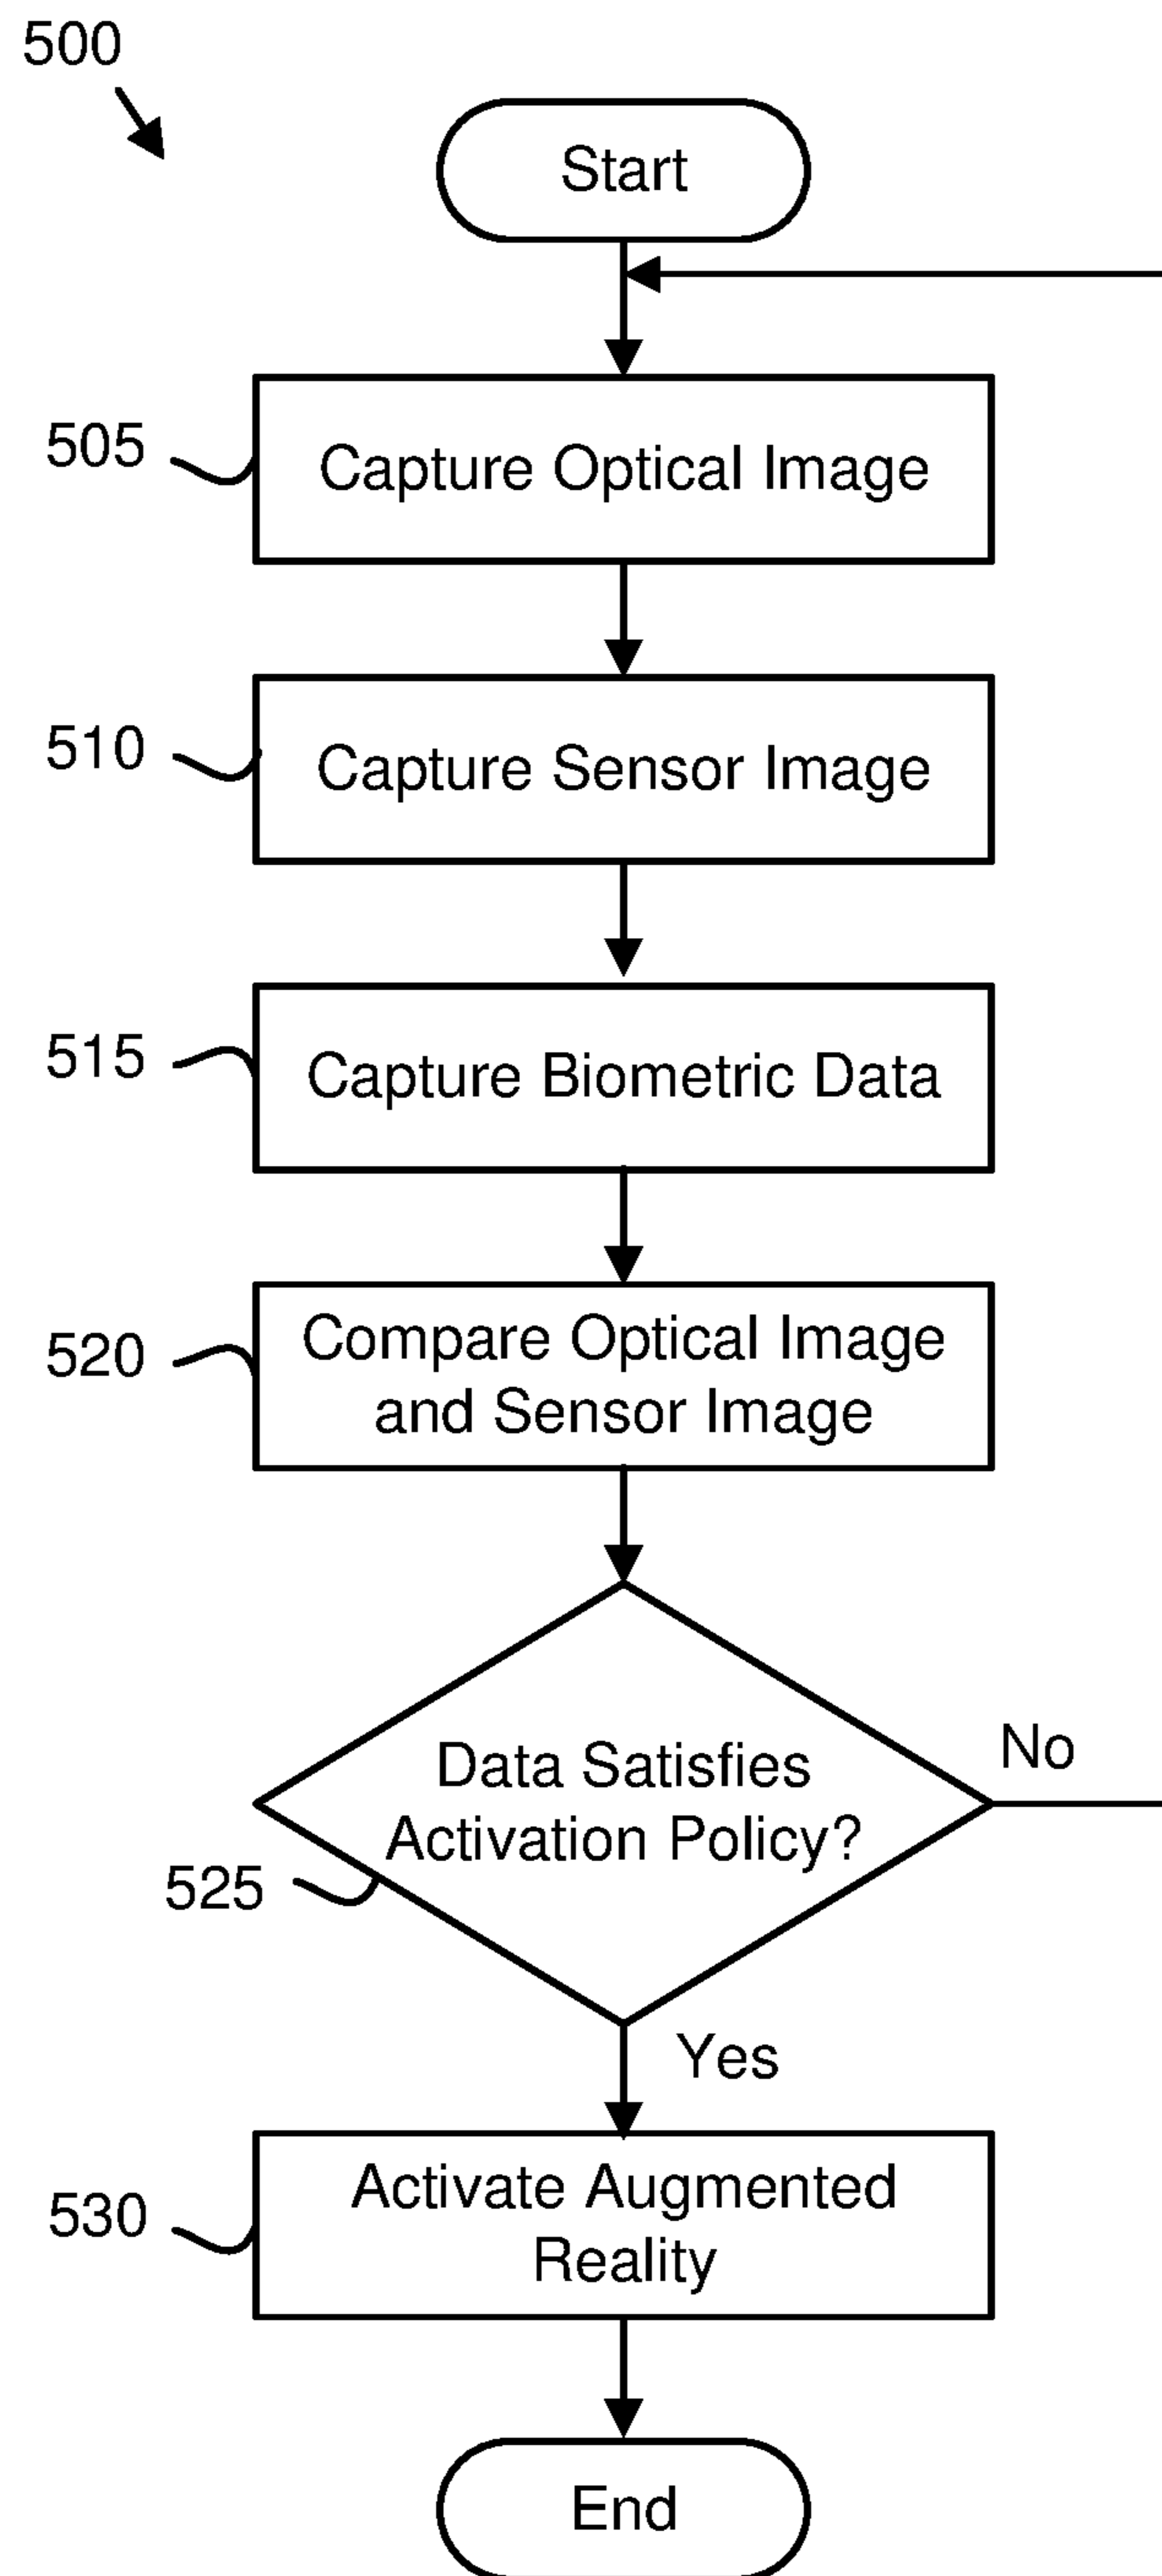 500
Start
505
Capture Optical Image
510
Capture Sensor Image
515
Capture Biometric Data
520
Compare Optical Image
and Sensor Image
No
Data Satisfies
Activation Policy?
525
Yes
530
Activate Augmented
Reality
End